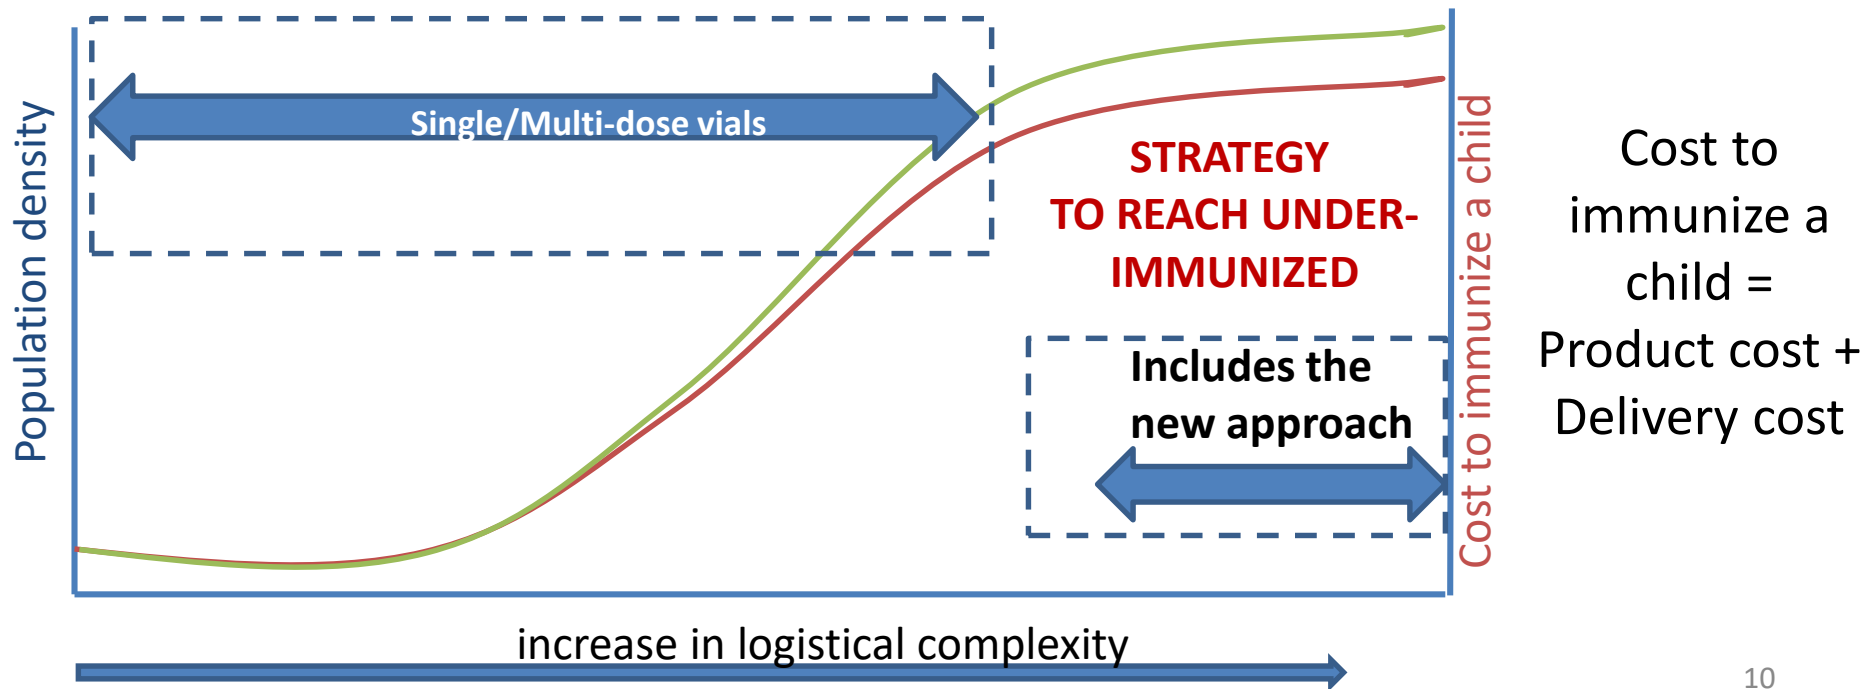 Population density
Single/Multi-dose vials
STRATEGY
TO REACH UNDER-
IMMUNIZED
Includes the
new approach
Cost to immunize a child
Cost to
immunize a
child =
Product cost +
Delivery cost
increase in logistical complexity
10